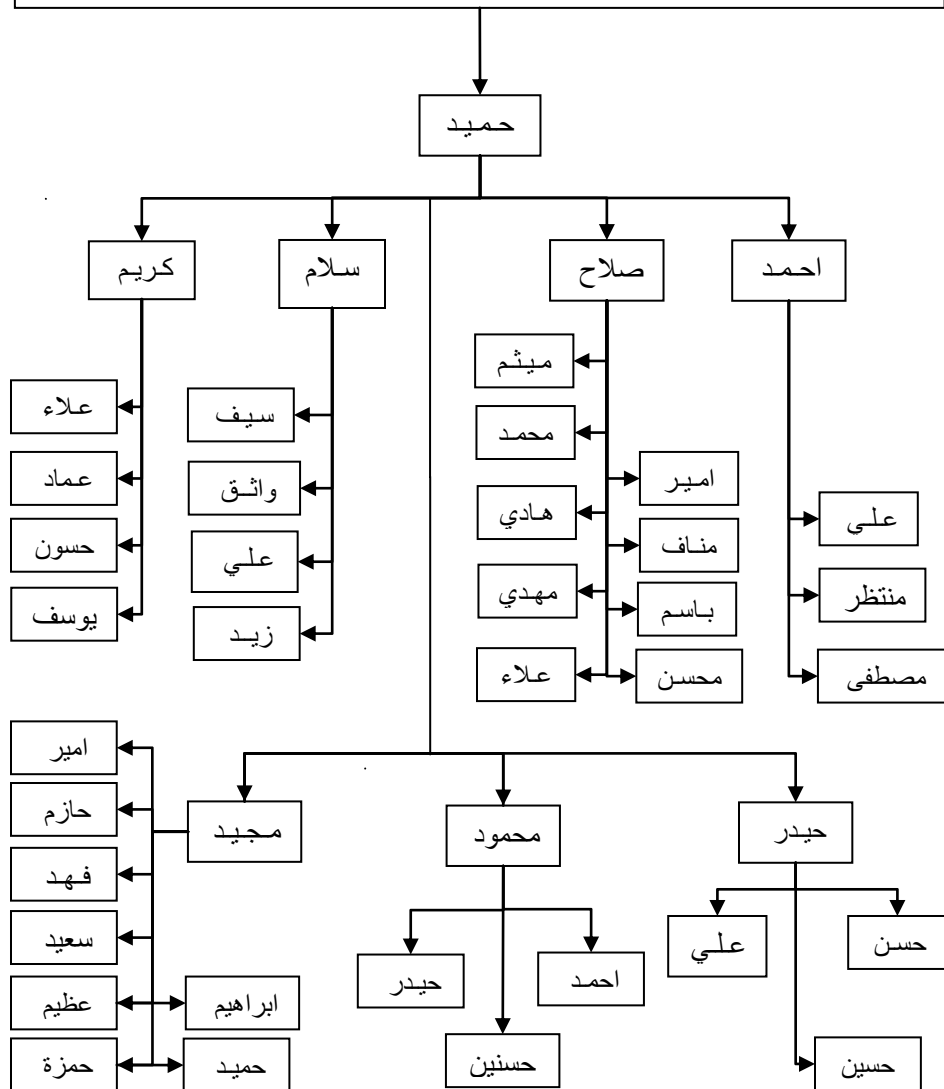 حميد
احمد
صلاح
سلام
كريم
علي
منتظر
مصطفى
ميثم
محمد
امير
هادي
مناف
مهدي
باسم
علاء
محسن
سيف
واثق
علي
زيد
علاء
عماد
حسون
يوسف
حيدر
محمود
مجيد
حسن
علي
حسين
احمد
حيدر
حسنين
امير
حازم
فهد
سعيد
ابراهيم
عظيم
حميد
حمزة